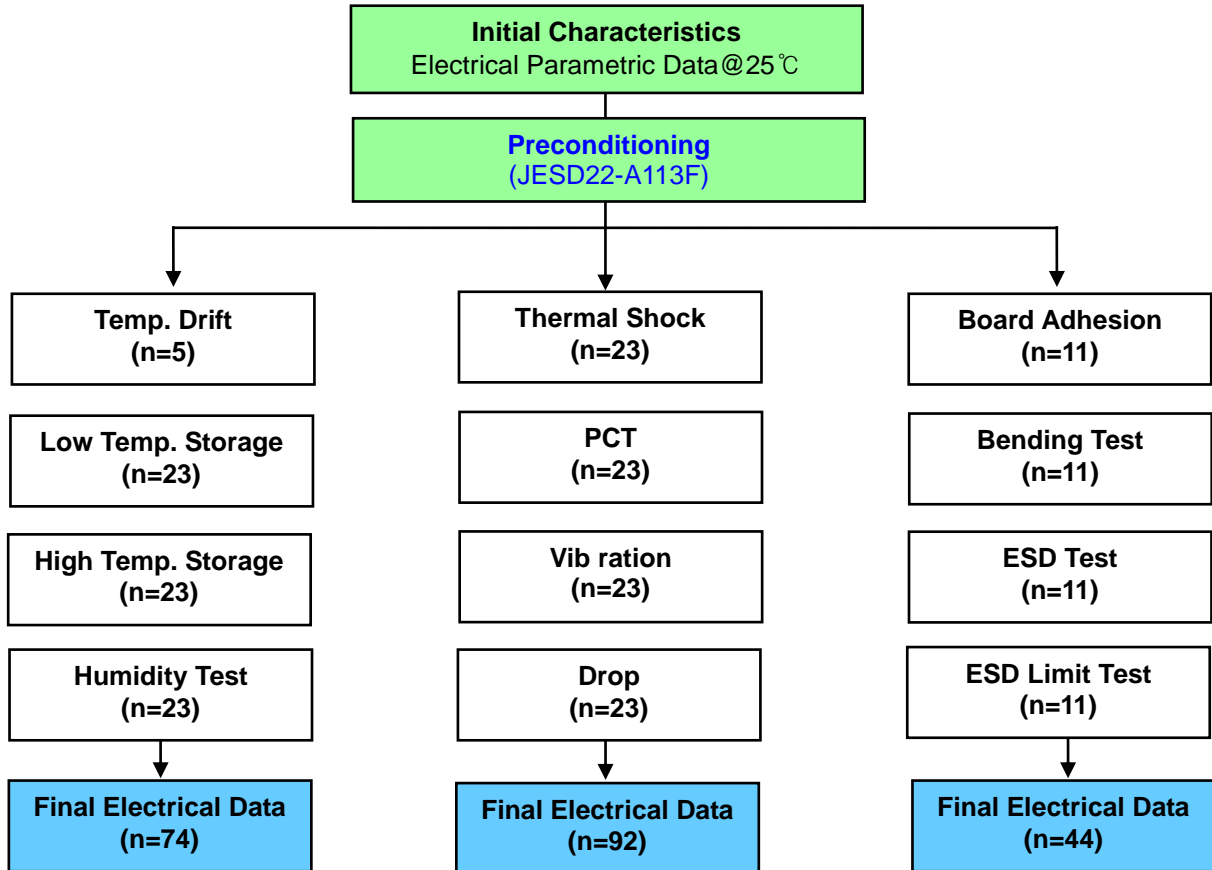 Initial Characteristics
Electrical Parametric Data@25℃
Preconditioning
(JESD22-A113F)
Temp. Drift
(n=5)
Low Temp. Storage
(n=23)
High Temp. Storage
(n=23)
Humidity Test
(n=23)
Final Electrical Data
(n=74)
Thermal Shock
(n=23)
PCT
(n=23)
Vib ration
(n=23)
Drop
(n=23)
Final Electrical Data
(n=92)
Board Adhesion
(n=11)
Bending Test
(n=11)
ESD Test
(n=11)
ESD Limit Test
(n=11)
Final Electrical Data
(n=44)